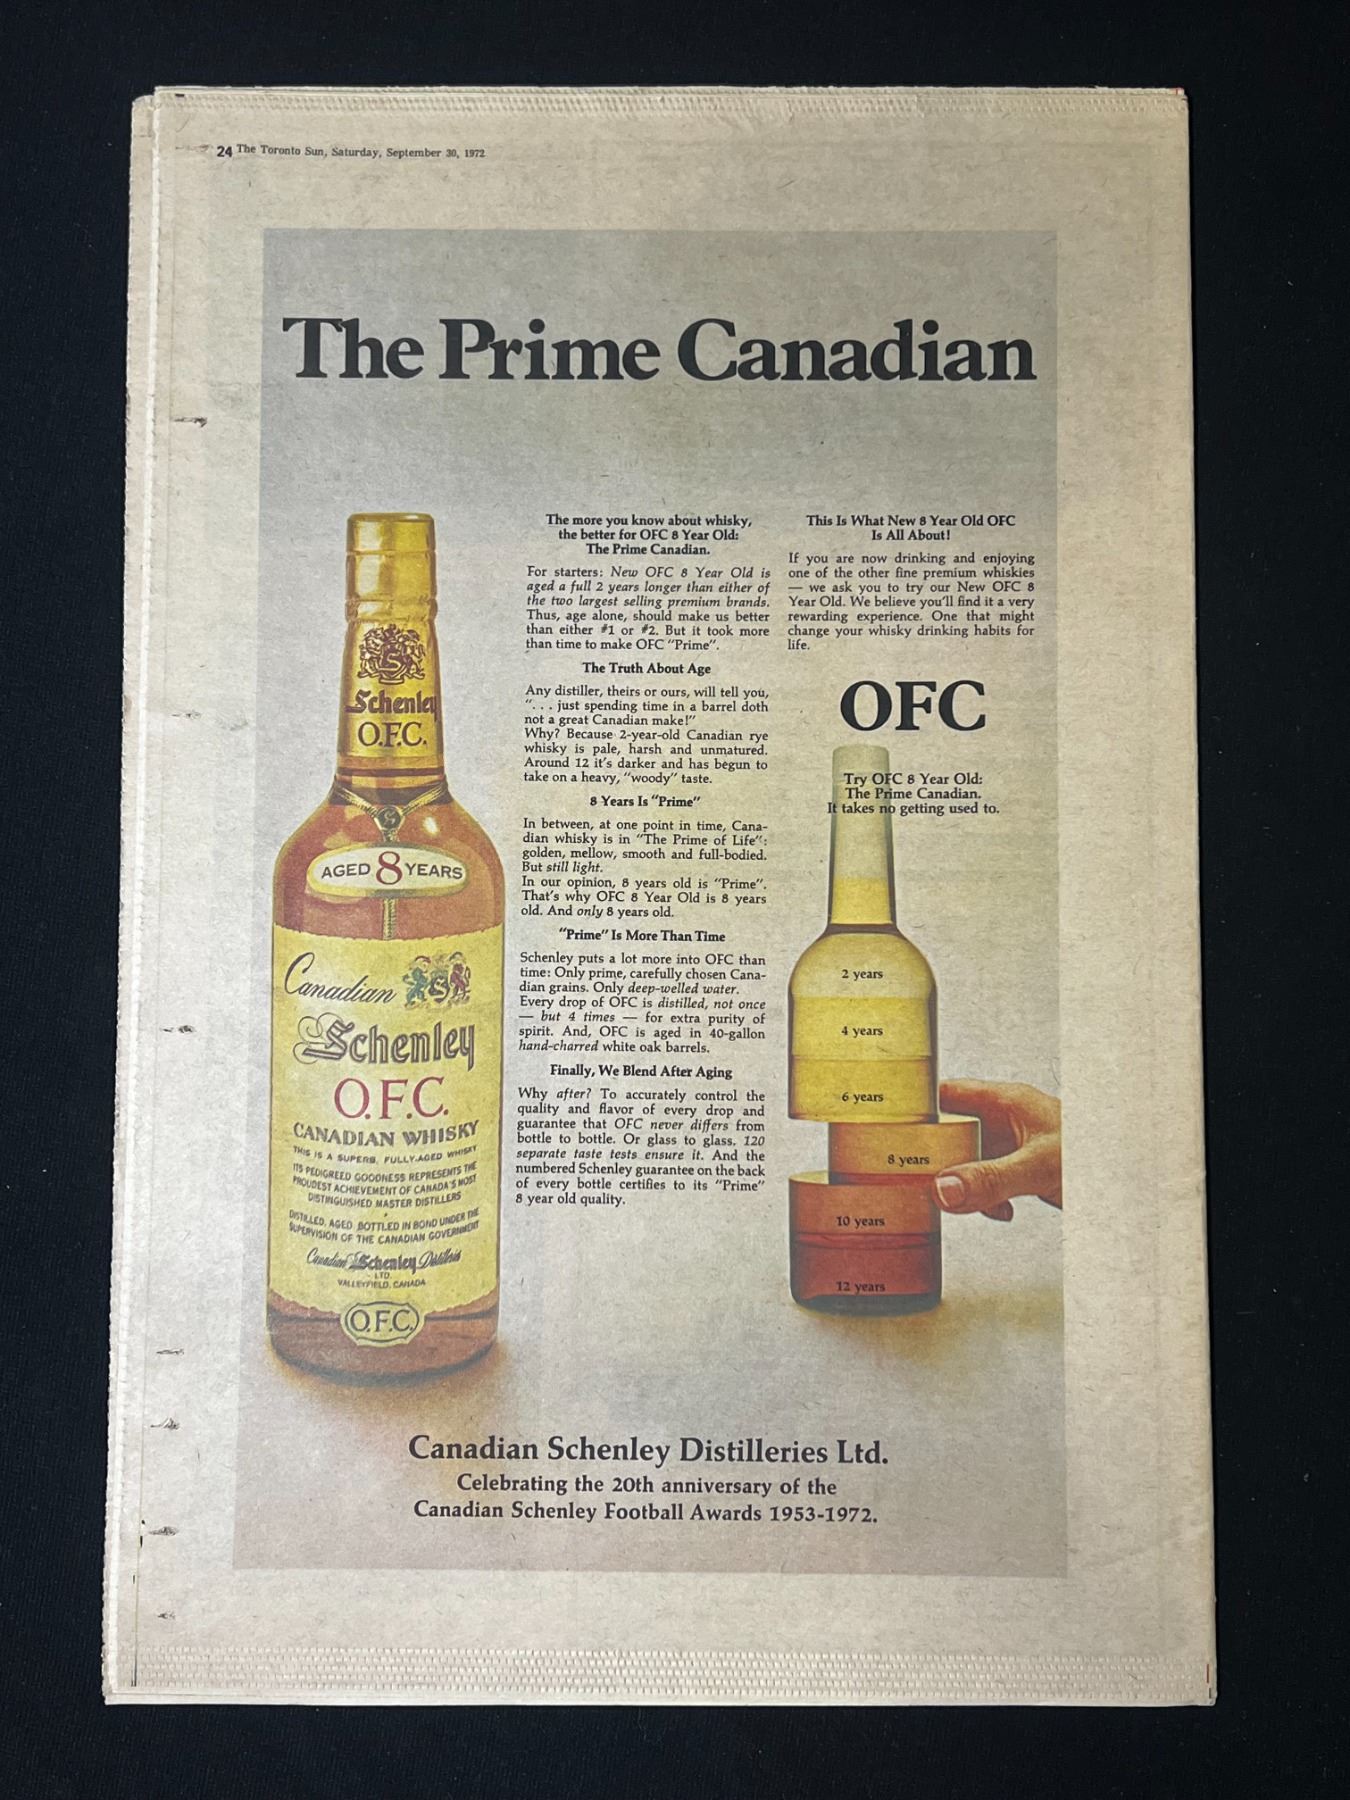 24 The Toronto Sun, Saturday, September 30, 1972
The Prime Canadian
Schenley
O.F.C.
AGED 8 YEARS
Canadian
Schenley
O.F.C.
CANADIAN WHISKY
THIS IS A SUPERB, FULLY-AGED WHISKY
ITS PEDIGREED GOODNESS REPRESENTS THE
PROUDEST ACHIEVEMENT OF CANADA'S MOST
DISTINGUISHED MASTER DISTILLERS
DISTILLED, AGED, BOTTLED IN BOND UNDER THE
SUPERVISION OF THE CANADIAN GOVERNMENT
Canadian Schenley Distilleries
LTD.
VALLEYFIELD, CANADA
O.F.C.
The more you know about whisky,
the better for OFC 8 Year Old:
The Prime Canadian.
For starters: New OFC 8 Year Old is
aged a full 2 years longer than either of
the two largest selling premium brands.
Thus, age alone, should make us better
than either #1 or #2. But it took more
than time to make OFC "Prime".
The Truth About Age
Any distiller, theirs or ours, will tell you,
". . . just spending time in a barrel doth
not a great Canadian make!"
Why? Because 2-year-old Canadian rye
whisky is pale, harsh and unmatured.
Around 12 it's darker and has begun to
take on a heavy, "woody" taste.
8 Years Is "Prime"
In between, at one point in time, Cana-
dian whisky is in "The Prime of Life":
golden, mellow, smooth and full-bodied.
But still light.
In our opinion, 8 years old is "Prime".
That's why OFC 8 Year Old is 8 years
old. And only 8 years old.
"Prime" Is More Than Time
Schenley puts a lot more into OFC than
time: Only prime, carefully chosen Cana-
dian grains. Only deep-welled water.
Every drop of OFC is distilled, not once
— but 4 times — for extra purity of
spirit. And, OFC is aged in 40-gallon
hand-charred white oak barrels.
Finally, We Blend After Aging
Why after? To accurately control the
quality and flavor of every drop and
guarantee that OFC never differs from
bottle to bottle. Or glass to glass. 120
separate taste tests ensure it. And the
numbered Schenley guarantee on the back
of every bottle certifies to its "Prime"
8 year old quality.
This Is What New 8 Year Old OFC
Is All About!
If you are now drinking and enjoying
one of the other fine premium whiskies
— we ask you to try our New OFC 8
Year Old. We believe you'll find it a very
rewarding experience. One that might
change your whisky drinking habits for
life.
OFC
Try OFC 8 Year Old:
The Prime Canadian.
It takes no getting used to.
2 years
4 years
6 years
8 years
10 years
12 years
Canadian Schenley Distilleries Ltd.
Celebrating the 20th anniversary of the
Canadian Schenley Football Awards 1953-1972.